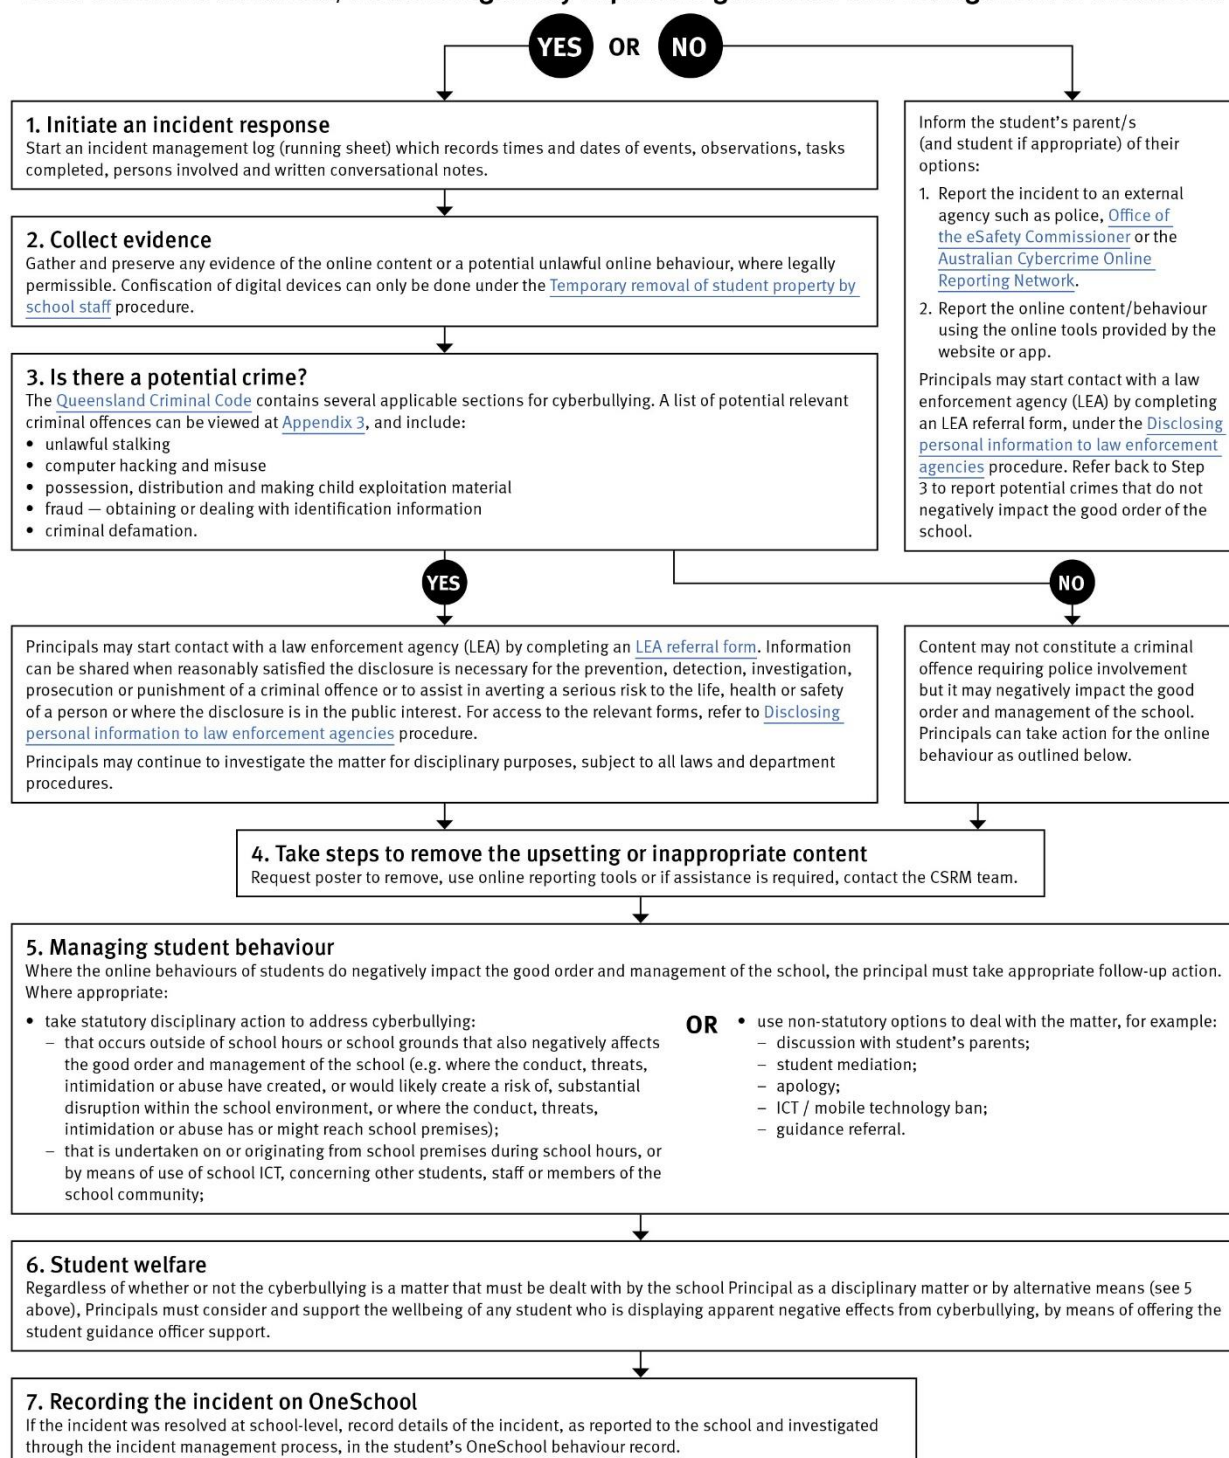 YES OR NO
1. Initiate an incident response
Start an incident management log (running sheet) which records times and dates of events, observations, tasks
completed, persons involved and written conversational notes.
2. Collect evidence
Gather and preserve any evidence of the online content or a potential unlawful online behaviour, where legally
permissible. Confiscation of digital devices can only be done under the Temporary removal of student property by
school staff procedure.
3. Is there a potential crime?
The Queensland Criminal Code contains several applicable sections for cyberbullying. A list of potential relevant
criminal offences can be viewed at Appendix 3, and include:
• unlawful stalking
• computer hacking and misuse
• possession, distribution and making child exploitation material
• fraud — obtaining or dealing with identification information
• criminal defamation.
Inform the student's parent/s
(and student if appropriate) of their
options:
1. Report the incident to an external
agency such as police, Office of
the eSafety Commissioner or the
Australian Cybercrime Online
Reporting Network.
2. Report the online content/behaviour
using the online tools provided by the
website or app.
Principals may start contact with a law
enforcement agency (LEA) by completing
an LEA referral form, under the Disclosing
personal information to law enforcement
agencies procedure. Refer back to Step
3 to report potential crimes that do not
negatively impact the good order of the
school.
YES
NO
Principals may start contact with a law enforcement agency (LEA) by completing an LEA referral form. Information
can be shared when reasonably satisfied the disclosure is necessary for the prevention, detection, investigation,
prosecution or punishment of a criminal offence or to assist in averting a serious risk to the life, health or safety
of a person or where the disclosure is in the public interest. For access to the relevant forms, refer to Disclosing
personal information to law enforcement agencies procedure.
Principals may continue to investigate the matter for disciplinary purposes, subject to all laws and department
procedures.
Content may not constitute a criminal
offence requiring police involvement
but it may negatively impact the good
order and management of the school.
Principals can take action for the online
behaviour as outlined below.
4. Take steps to remove the upsetting or inappropriate content
Request poster to remove, use online reporting tools or if assistance is required, contact the CSRM team.
5. Managing student behaviour
Where the online behaviours of students do negatively impact the good order and management of the school, the principal must take appropriate follow-up action.
Where appropriate:
• take statutory disciplinary action to address cyberbullying:
– that occurs outside of school hours or school grounds that also negatively affects
the good order and management of the school (e.g. where the conduct, threats,
intimidation or abuse have created, or would likely create a risk of, substantial
disruption within the school environment, or where the conduct, threats,
intimidation or abuse has or might reach school premises);
– that is undertaken on or originating from school premises during school hours, or
by means of use of school ICT, concerning other students, staff or members of the
school community;
OR
• use non-statutory options to deal with the matter, for example:
– discussion with student's parents;
– student mediation;
– apology;
– ICT / mobile technology ban;
– guidance referral.
6. Student welfare
Regardless of whether or not the cyberbullying is a matter that must be dealt with by the school Principal as a disciplinary matter or by alternative means (see 5
above), Principals must consider and support the wellbeing of any student who is displaying apparent negative effects from cyberbullying, by means of offering the
student guidance officer support.
7. Recording the incident on OneSchool
If the incident was resolved at school-level, record details of the incident, as reported to the school and investigated
through the incident management process, in the student's OneSchool behaviour record.